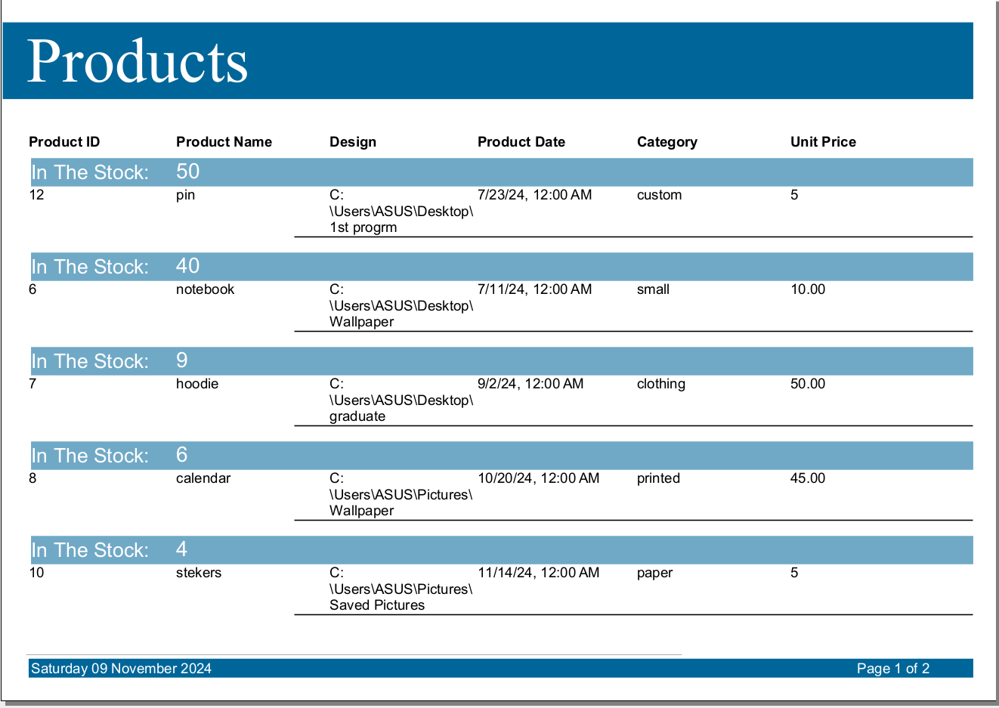 Products
Product ID Product Name Design Product Date Category Unit Price
In The Stock: 50
12 pin C: 7/23/24, 12:00 AM custom 5
\Users\ASUS\Desktop\
1st progrm
In The Stock: 40
6 notebook C: 7/11/24, 12:00 AM small 10.00
\Users\ASUS\Desktop\
Wallpaper
In The Stock: 9
7 hoodie C: 9/2/24, 12:00 AM clothing 50.00
\Users\ASUS\Desktop\
graduate
In The Stock: 6
8 calendar C: 10/20/24, 12:00 AM printed 45.00
\Users\ASUS\Pictures\
Wallpaper
In The Stock: 4
10 stekers C: 11/14/24, 12:00 AM paper 5
\Users\ASUS\Pictures\
Saved Pictures
Saturday 09 November 2024 Page 1 of 2